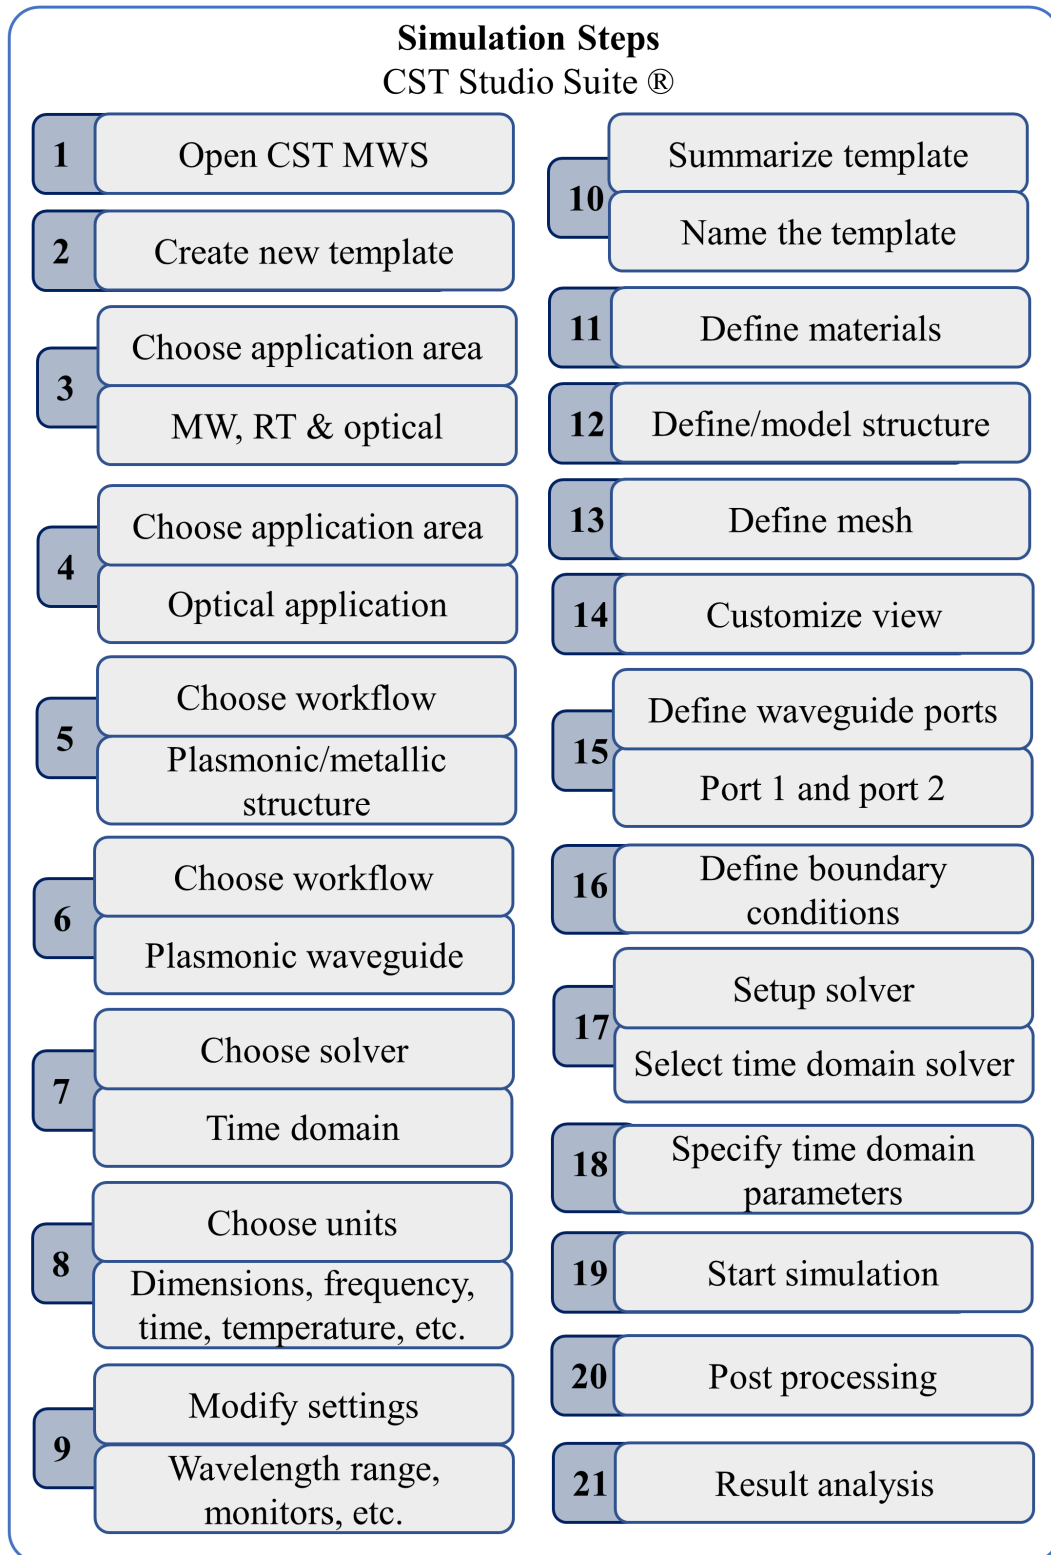 Simulation Steps
CST Studio Suite ®
1
Open CST MWS
2
Create new template
3
Choose application area
MW, RT & optical
4
Choose application area
Optical application
5
Choose workflow
Plasmonic/metallic
structure
6
Choose workflow
Plasmonic waveguide
7
Choose solver
Time domain
8
Choose units
Dimensions, frequency,
time, temperature, etc.
9
Modify settings
Wavelength range,
monitors, etc.
10
Summarize template
Name the template
11
Define materials
12
Define/model structure
13
Define mesh
14
Customize view
15
Define waveguide ports
Port 1 and port 2
16
Define boundary
conditions
17
Setup solver
Select time domain solver
18
Specify time domain
parameters
19
Start simulation
20
Post processing
21
Result analysis